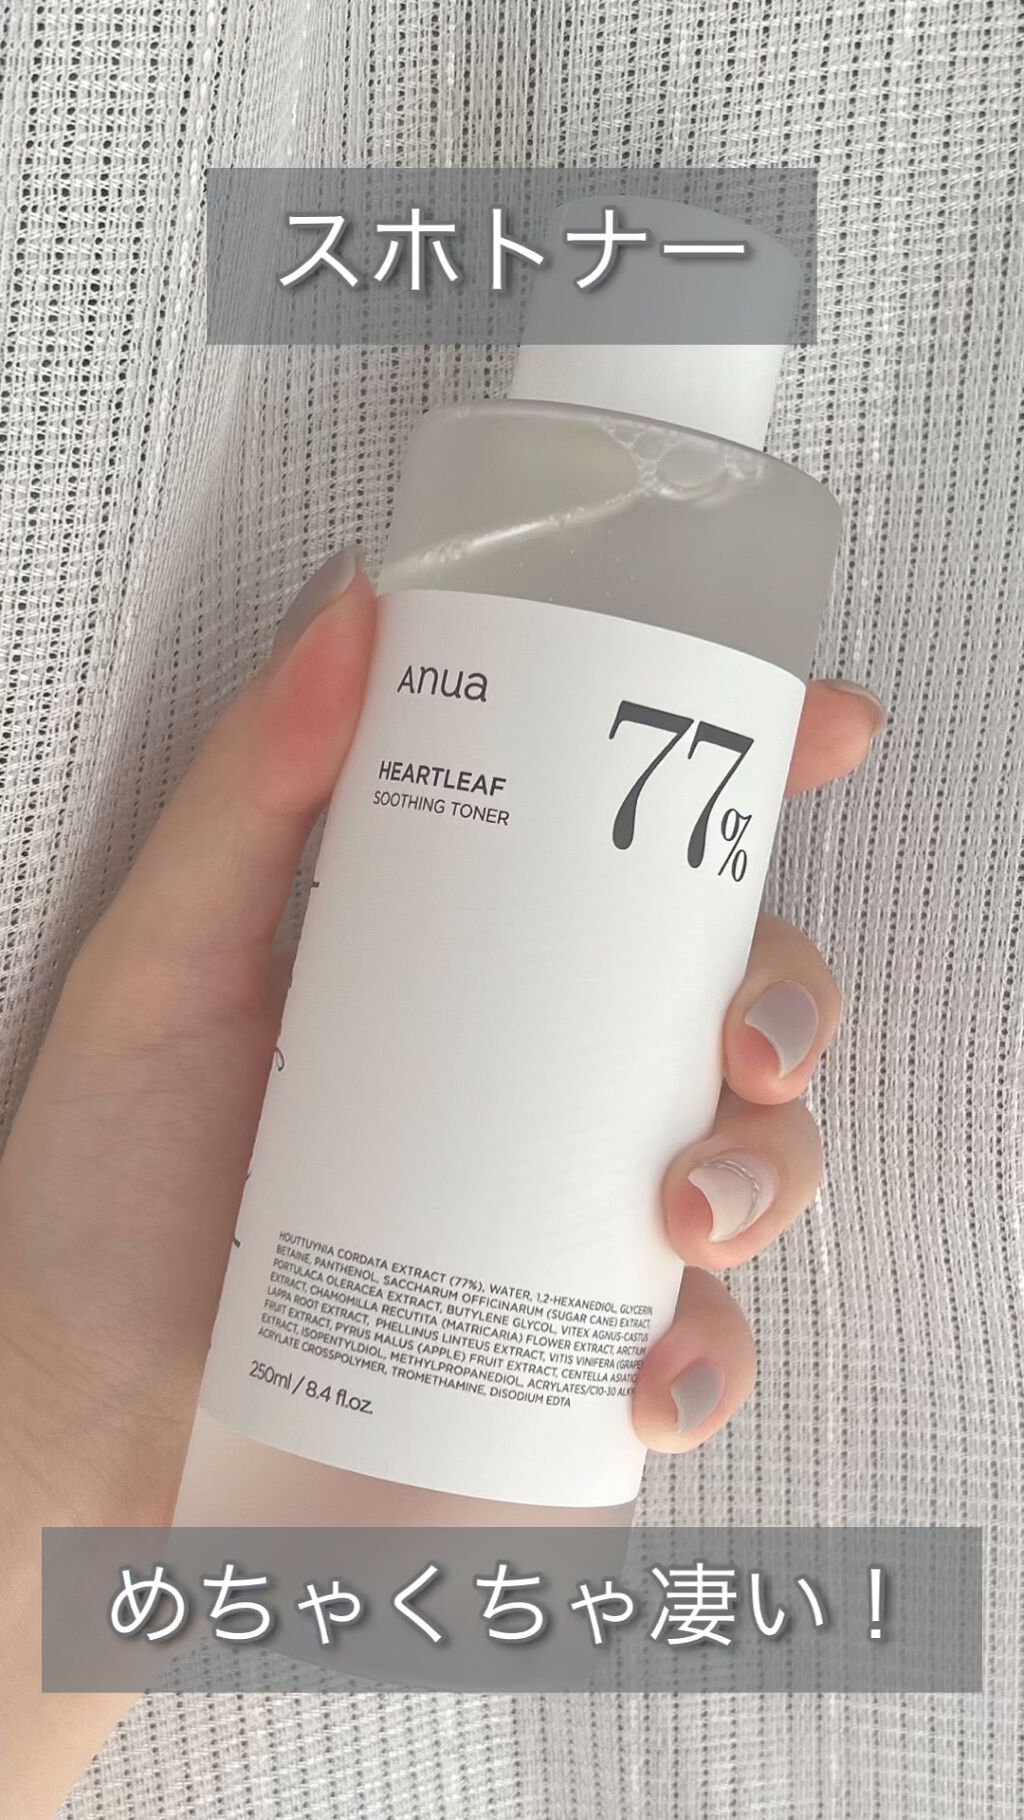 スホトナー
Anua
77%
HEARTLEAF
SOOTHING TONER
HOUTTUYNIA CORDATA EXTRACT (77%), WATER, 1,2-HEXANEDIOL, GLYCERIN,
BETAINE, PANTHENOL, SACCHARUM OFFICINARUM (SUGAR CANE) EXTRACT,
PORTULACA OLERACEA EXTRACT, BUTYLENE GLYCOL, VITEX AGNUS-CASTUS
EXTRACT, CHAMOMILLA RECUTITA (MATRICARIA) FLOWER EXTRACT, ARCTIUM
LAPPA ROOT EXTRACT, PHELLINUS LINTEUS EXTRACT, VITIS VINIFERA (GRAPE)
FRUIT EXTRACT, PYRUS MALUS (APPLE) FRUIT EXTRACT, CENTELLA ASIATICA
EXTRACT, ISOPENTYLDIOL, METHYLPROPANEDIOL, ACRYLATES/C10-30 ALKYL
ACRYLATE CROSSPOLYMER, TROMETHAMINE, DISODIUM EDTA
250ml / 8.4 fl.oz.
めちゃくちゃ凄い！